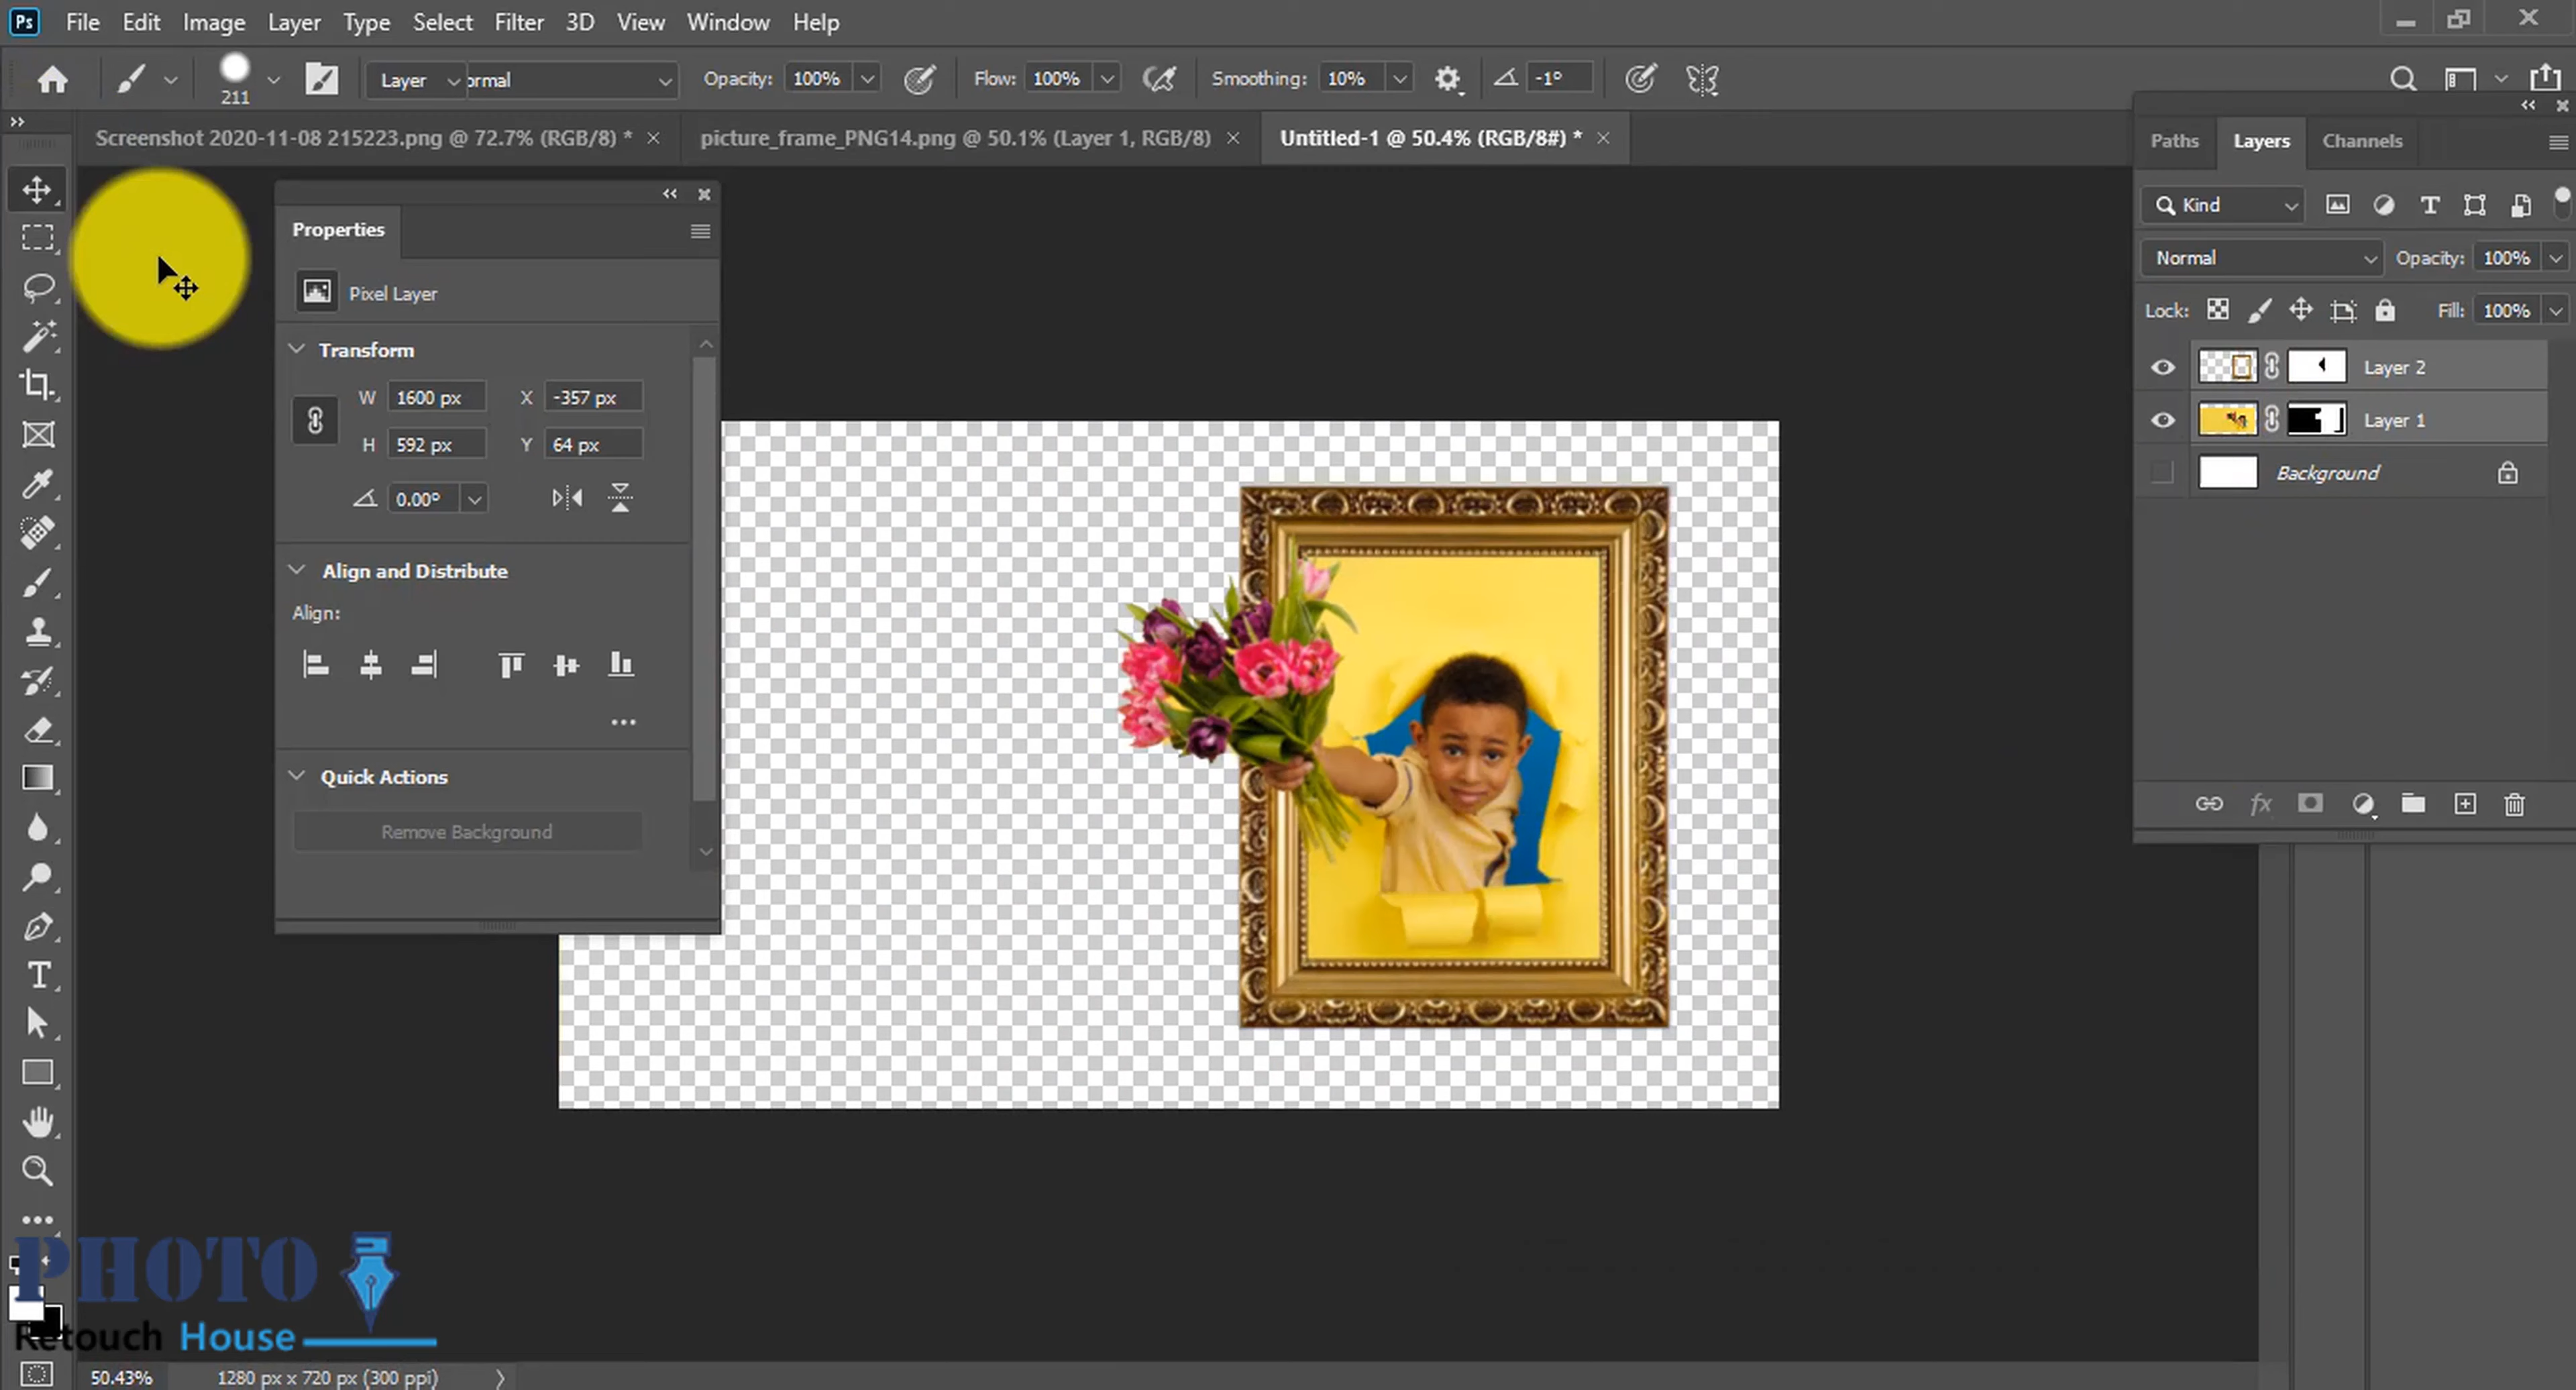 Ps File Edit Image Layer Type Select Filter 3D View Window Help
211 Layer ormal Opacity: 100% Flow: 100% Smoothing: 10% -1°
Screenshot 2020-11-08 215223.png @ 72.7% (RGB/8) * picture_frame_PNG14.png @ 50.1% (Layer 1, RGB/8) Untitled-1 @ 50.4% (RGB/8#) *
Properties
Pixel Layer
Transform
W 1600 px X -357 px
H 592 px Y 64 px
0.00°
Align and Distribute
Align:
Quick Actions
Remove Background
Paths Layers Channels
Kind
Normal Opacity: 100%
Lock: Fill: 100%
Layer 2
Layer 1
Background
PHOTO
Retouch House
50.43% 1280 px x 720 px (300 ppi)